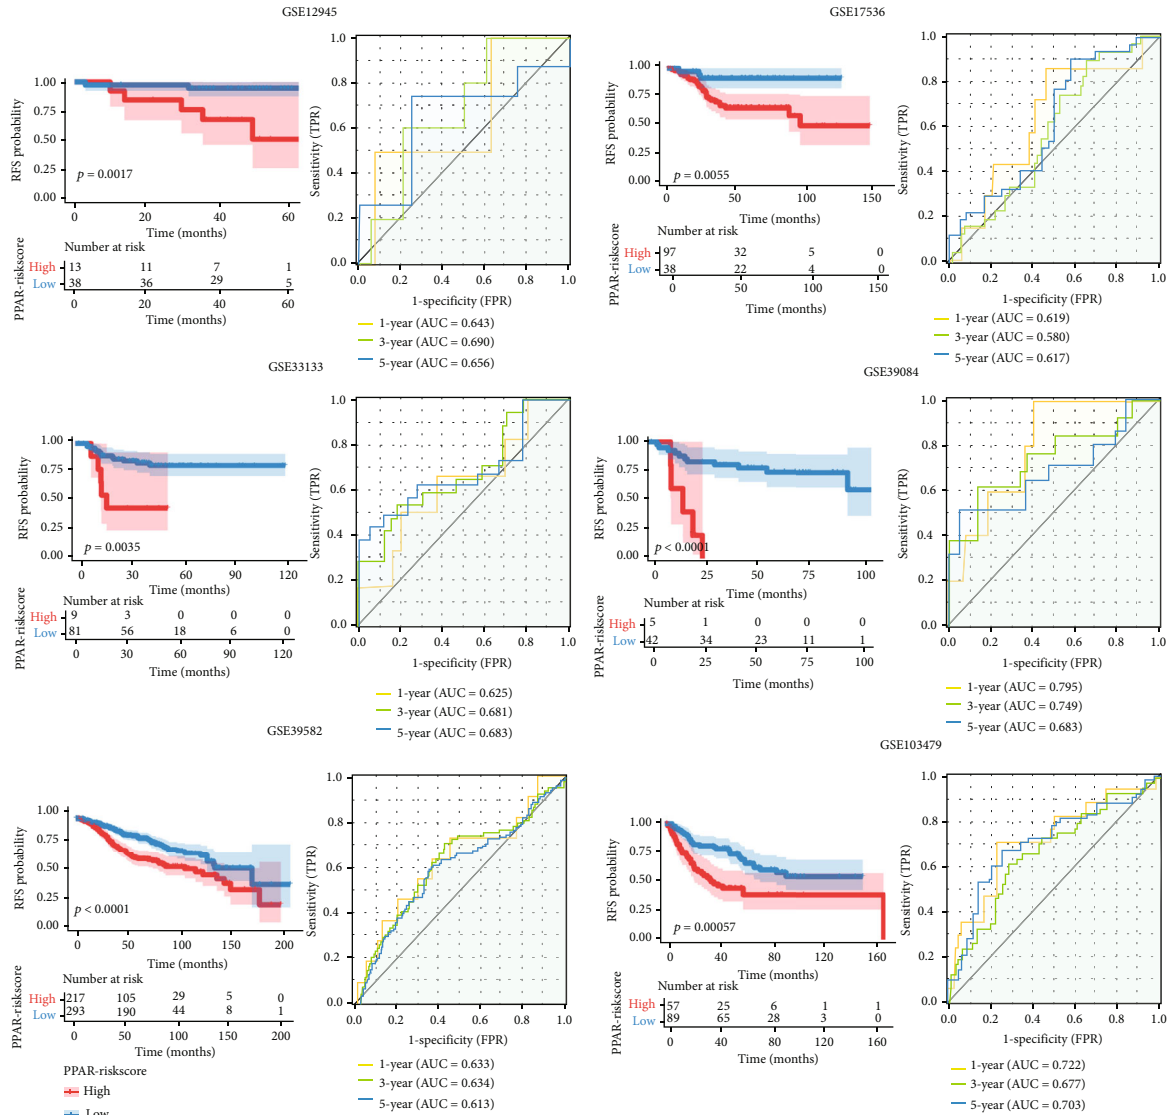 GSE12945
RFS probability
1.00
0.75
0.50
0.25
0.00
p = 0.0017
0 20 40 60
Time (months)
PPAR-riskscore
Number at risk
High 13 11 7 1
Low 38 36 29 5
0 20 40 60
Time (months)
Sensitivity (TPR)
1.0
0.8
0.6
0.4
0.2
0.0
0.0 0.2 0.4 0.6 0.8 1.0
1-specificity (FPR)
1-year (AUC = 0.643)
3-year (AUC = 0.690)
5-year (AUC = 0.656)
GSE17536
RFS probability
1.00
0.75
0.50
0.25
0.00
p = 0.0055
0 50 100 150
Time (months)
PPAR-riskscore
Number at risk
High 97 32 5 0
Low 38 22 4 0
0 50 100 150
Time (months)
Sensitivity (TPR)
1.0
0.8
0.6
0.4
0.2
0.0
0.0 0.2 0.4 0.6 0.8 1.0
1-specificity (FPR)
1-year (AUC = 0.619)
3-year (AUC = 0.580)
5-year (AUC = 0.617)
GSE33133
RFS probability
1.00
0.75
0.50
0.25
0.00
p = 0.0035
0 30 60 90 120
Time (months)
PPAR-riskscore
Number at risk
High 9 3 0 0 0
Low 81 56 18 6 0
0 30 60 90 120
Time (months)
Sensitivity (TPR)
1.0
0.8
0.6
0.4
0.2
0.0
0.0 0.2 0.4 0.6 0.8 1.0
1-specificity (FPR)
1-year (AUC = 0.625)
3-year (AUC = 0.681)
5-year (AUC = 0.683)
GSE39084
RFS probability
1.00
0.75
0.50
0.25
0.00
p < 0.0001
0 25 50 75 100
Time (months)
PPAR-riskscore
Number at risk
High 5 1 0 0 0
Low 42 34 23 11 1
0 25 50 75 100
Time (months)
Sensitivity (TPR)
1.0
0.8
0.6
0.4
0.2
0.0
0.0 0.2 0.4 0.6 0.8 1.0
1-specificity (FPR)
1-year (AUC = 0.795)
3-year (AUC = 0.749)
5-year (AUC = 0.683)
GSE39582
RFS probability
1.00
0.75
0.50
0.25
0.00
p < 0.0001
0 50 100 150 200
Time (months)
PPAR-riskscore
Number at risk
High 217 105 29 5 0
Low 293 190 44 8 1
0 50 100 150 200
Time (months)
PPAR-riskscore
High
Low
Sensitivity (TPR)
1.0
0.8
0.6
0.4
0.2
0.0
0.0 0.2 0.4 0.6 0.8 1.0
1-specificity (FPR)
1-year (AUC = 0.633)
3-year (AUC = 0.634)
5-year (AUC = 0.613)
GSE103479
RFS probability
1.00
0.75
0.50
0.25
0.00
p = 0.00057
0 40 80 120 160
Time (months)
PPAR-riskscore
Number at risk
High 57 25 6 1 1
Low 89 65 28 3 0
0 40 80 120 160
Time (months)
Sensitivity (TPR)
1.0
0.8
0.6
0.4
0.2
0.0
0.0 0.2 0.4 0.6 0.8 1.0
1-specificity (FPR)
1-year (AUC = 0.722)
3-year (AUC = 0.677)
5-year (AUC = 0.703)